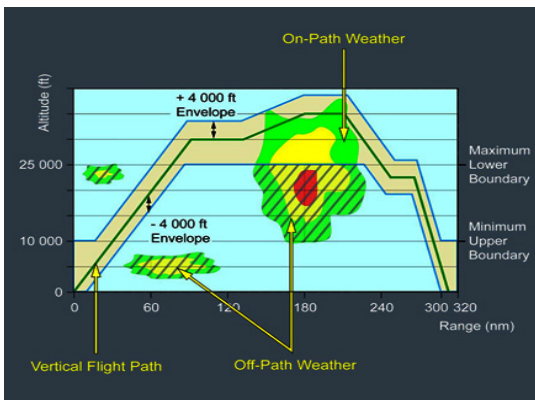 On-Path Weather
Altitude (ft)
+ 4 000 ft
Envelope
25 000
Maximum
Lower
Boundary
- 4 000 ft
Envelope
10 000
Minimum
Upper
Boundary
0
0 60 120 180 240 300 320
Range (nm)
Vertical Flight Path
Off-Path Weather